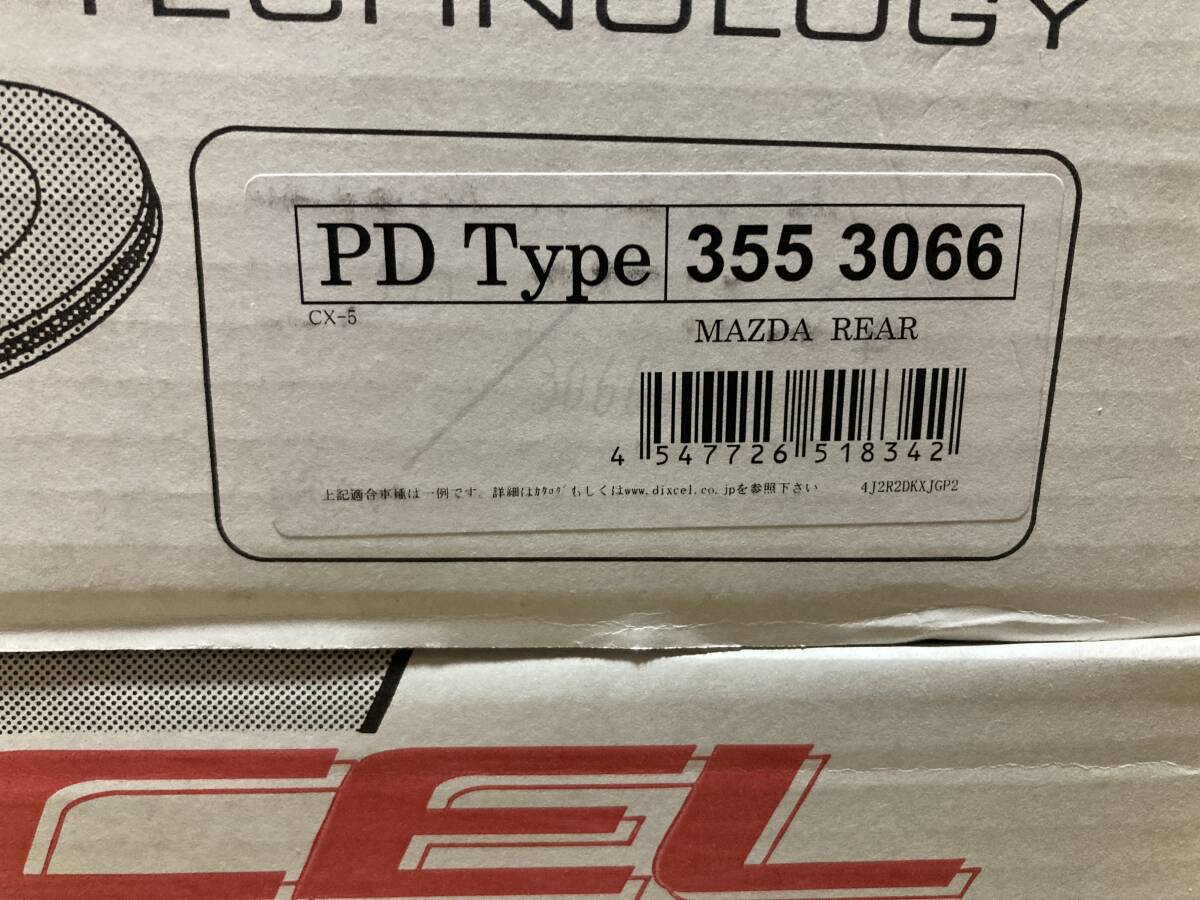 TECHNOLOGY
PD Type 355 3066
CX-5
MAZDA REAR
4 547726 518342
上記適合車種は一例です。詳細はｶﾀﾛｸﾞもしくはwww.dixcel.co.jpを参照下さい 4J2R2DKXJGP2
CEL